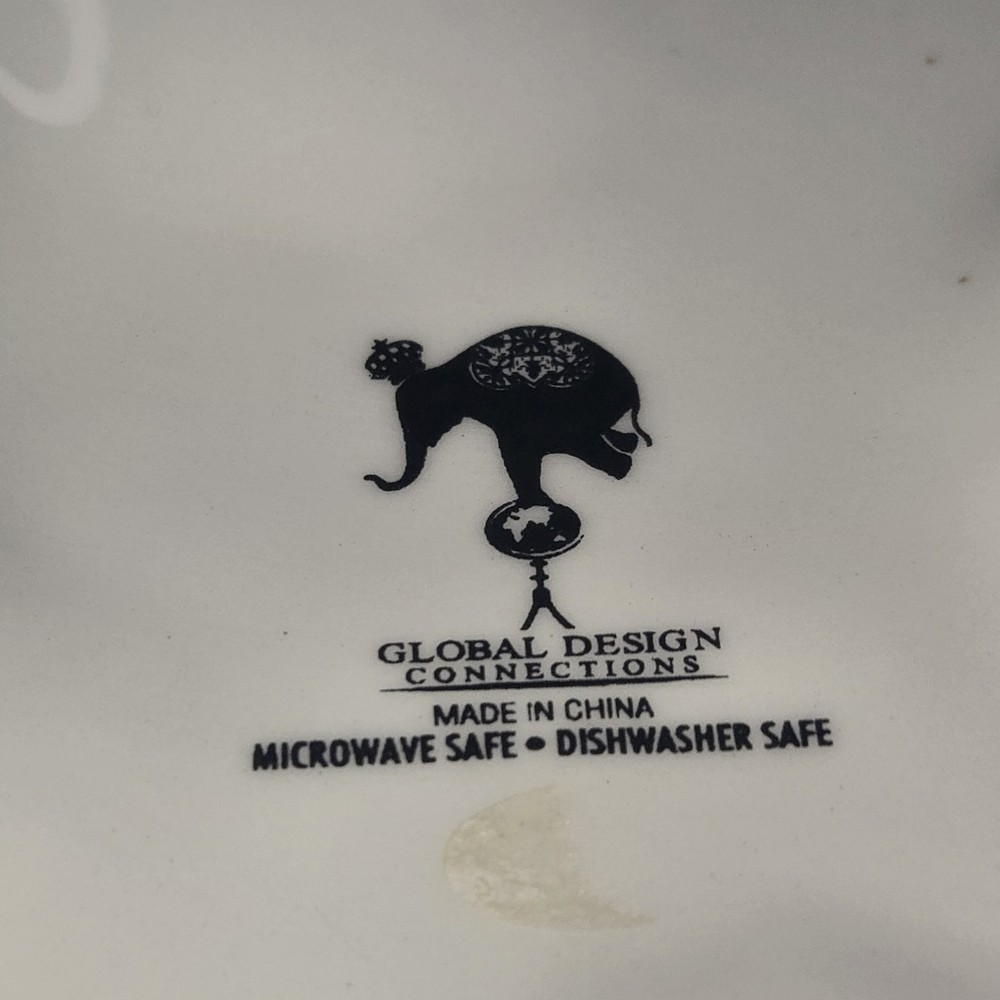 GLOBAL DESIGN
CONNECTIONS
MADE IN CHINA
MICROWAVE SAFE • DISHWASHER SAFE